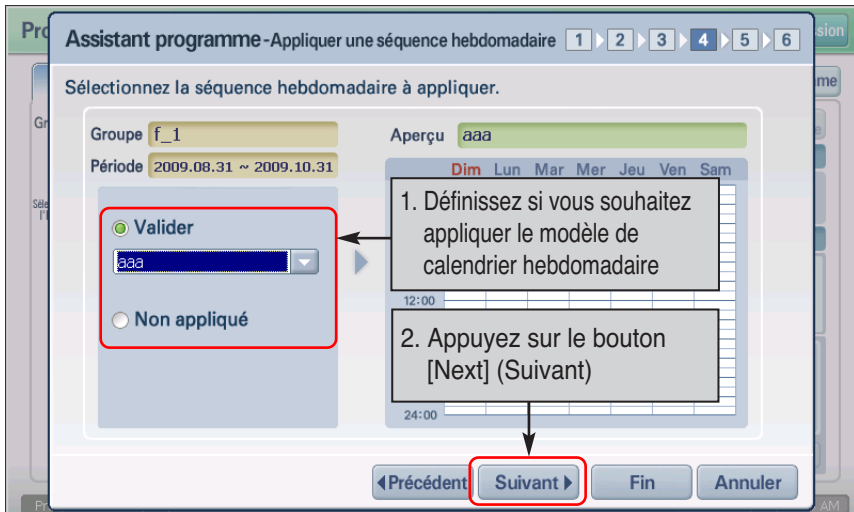 Assistant programme-Appliquer une séquence hebdomadaire 1 2 3 4 5 6
Sélectionnez la séquence hebdomadaire à appliquer.
Groupe f_1
Période 2009.08.31 ~ 2009.10.31
Valider
aaa
Non appliqué
Aperçu aaa
Dim Lun Mar Mer Jeu Ven Sam
1. Définissez si vous souhaitez
appliquer le modèle de
calendrier hebdomadaire
12:00
2. Appuyez sur le bouton
[Next] (Suivant)
24:00
Précédent Suivant Fin Annuler
AM